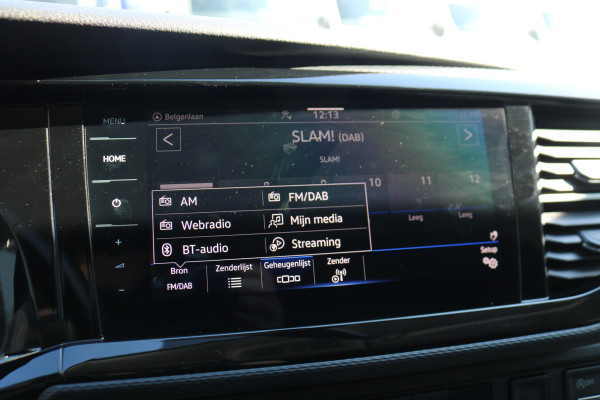 MENU
Belgenlaan
12:13
HOME
SLAM! (DAB)
SLAM!
10 11 12
Leeg Leeg
AM
FM/DAB
Webradio
Mijn media
BT-audio
Streaming
+
-
Bron
FM/DAB
Zenderlijst
Geheugenlijst
Zender
Setup
OFF